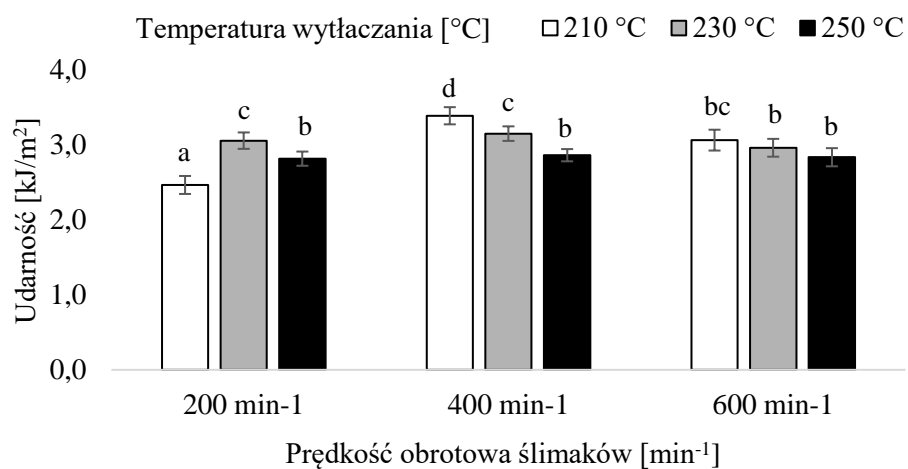 Temperatura wytłaczania [°C] 210 °C 230 °C 250 °C
4,0
3,0
2,0
1,0
0,0
Udarność [kJ/m²]
a c b d c b bc b b
200 min-1 400 min-1 600 min-1
Prędkość obrotowa ślimaków [min⁻¹]